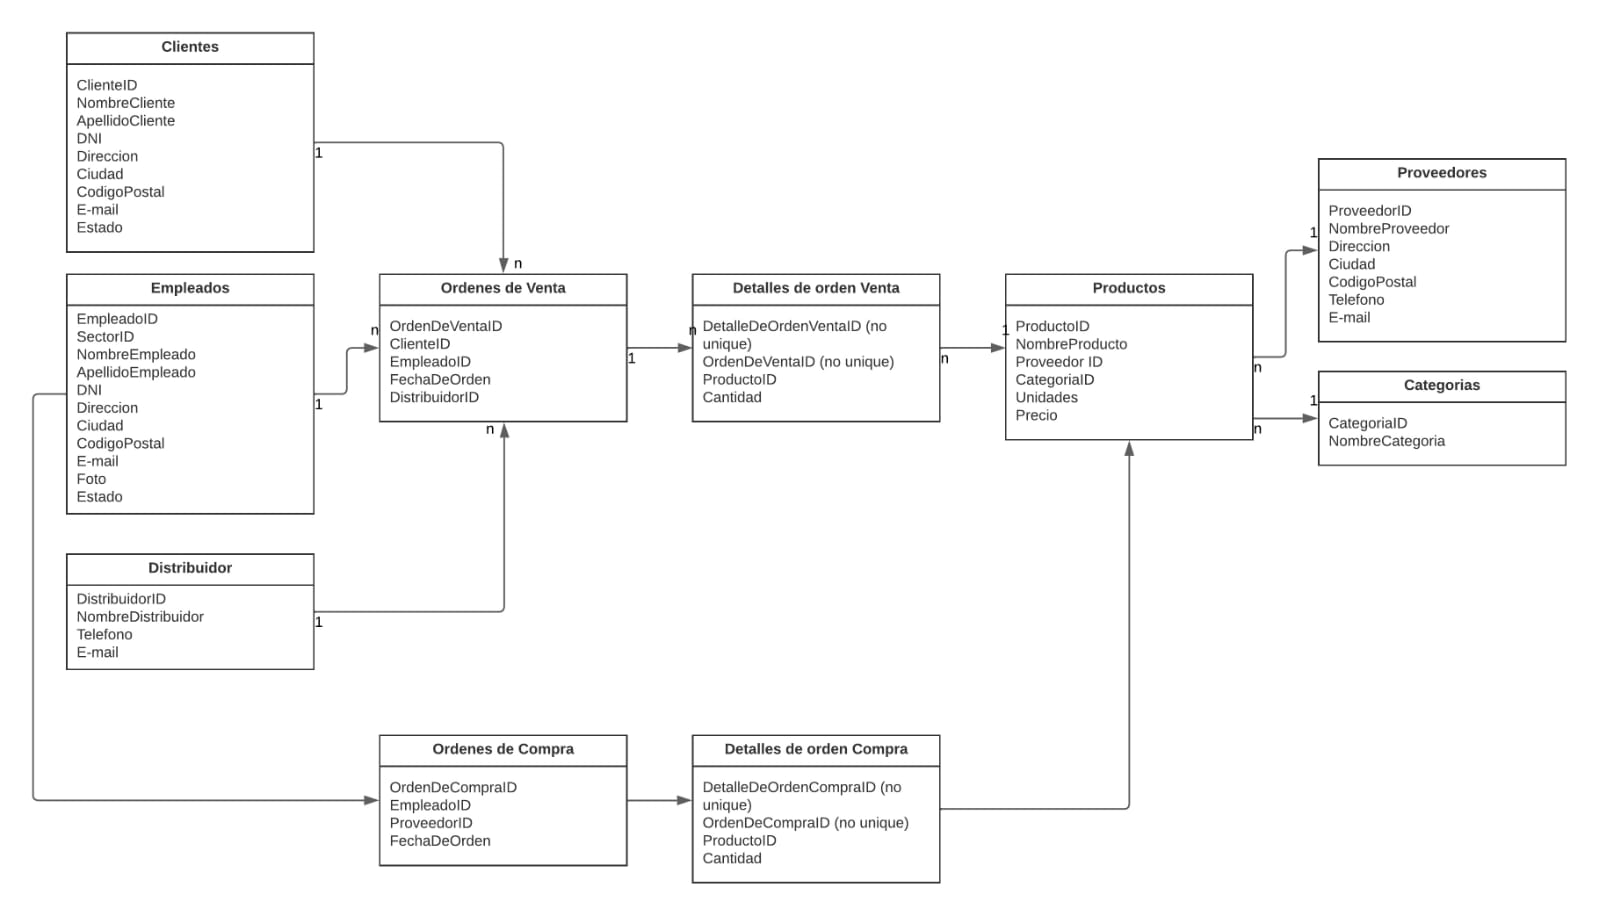 Clientes
ClienteID
NombreCliente
ApellidoCliente
DNI
Direccion
Ciudad
CodigoPostal
E-mail
Estado
1
n
Empleados
EmpleadoID
SectorID
NombreEmpleado
ApellidoEmpleado
DNI
Direccion
Ciudad
CodigoPostal
E-mail
Foto
Estado
1
n
Distribuidor
DistribuidorID
NombreDistribuidor
Telefono
E-mail
1
n
Ordenes de Venta
OrdenDeVentaID
ClienteID
EmpleadoID
FechaDeOrden
DistribuidorID
1
n
Detalles de orden Venta
DetalleDeOrdenVentaID (no
unique)
OrdenDeVentaID (no unique)
ProductoID
Cantidad
n
1
Productos
ProductoID
NombreProducto
Proveedor ID
CategoriaID
Unidades
Precio
n
1
n
1
Proveedores
ProveedorID
NombreProveedor
Direccion
Ciudad
CodigoPostal
Telefono
E-mail
Categorias
CategoriaID
NombreCategoria
Ordenes de Compra
OrdenDeCompraID
EmpleadoID
ProveedorID
FechaDeOrden
Detalles de orden Compra
DetalleDeOrdenCompraID (no
unique)
OrdenDeCompraID (no unique)
ProductoID
Cantidad